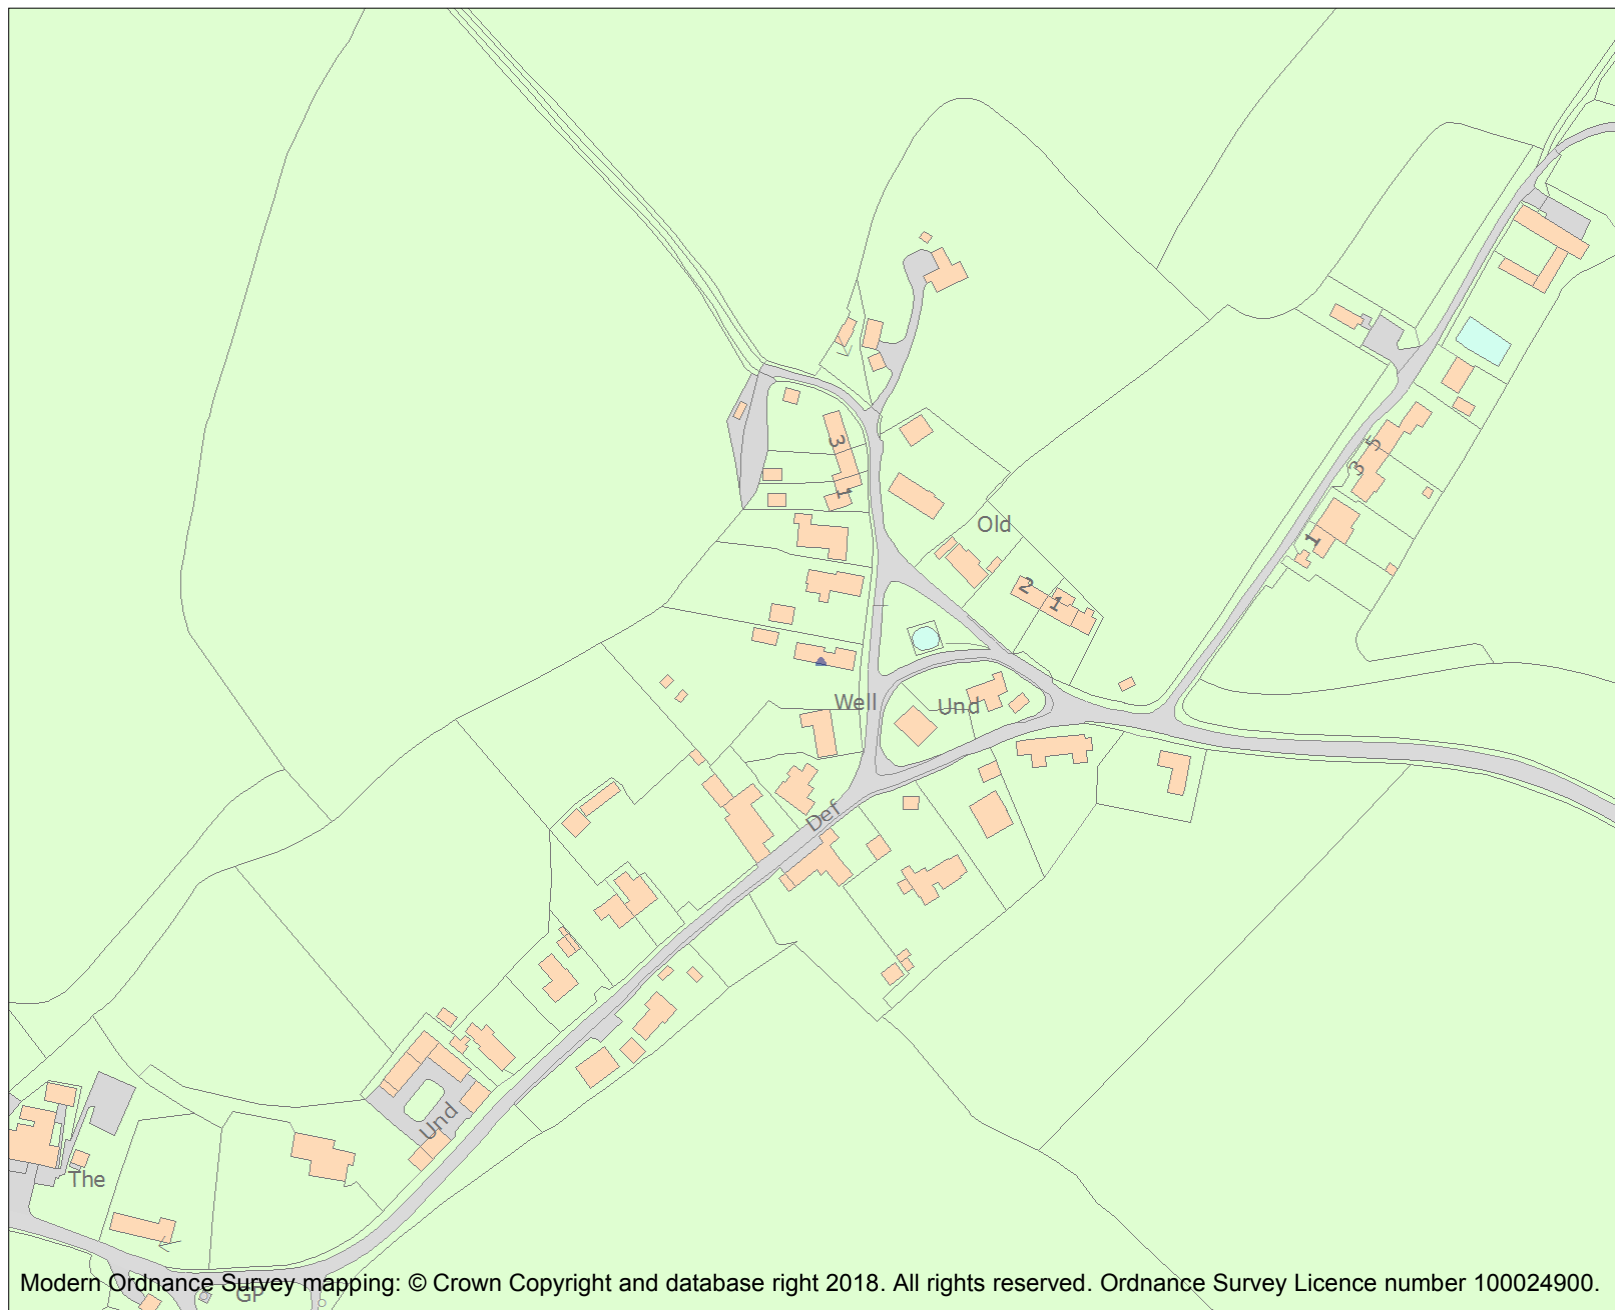 3
5
3
1
Old
1
2
1
Well
Und
Def
Und
The
GP
Modern Ordnance Survey mapping: © Crown Copyright and database right 2018. All rights reserved. Ordnance Survey Licence number 100024900.